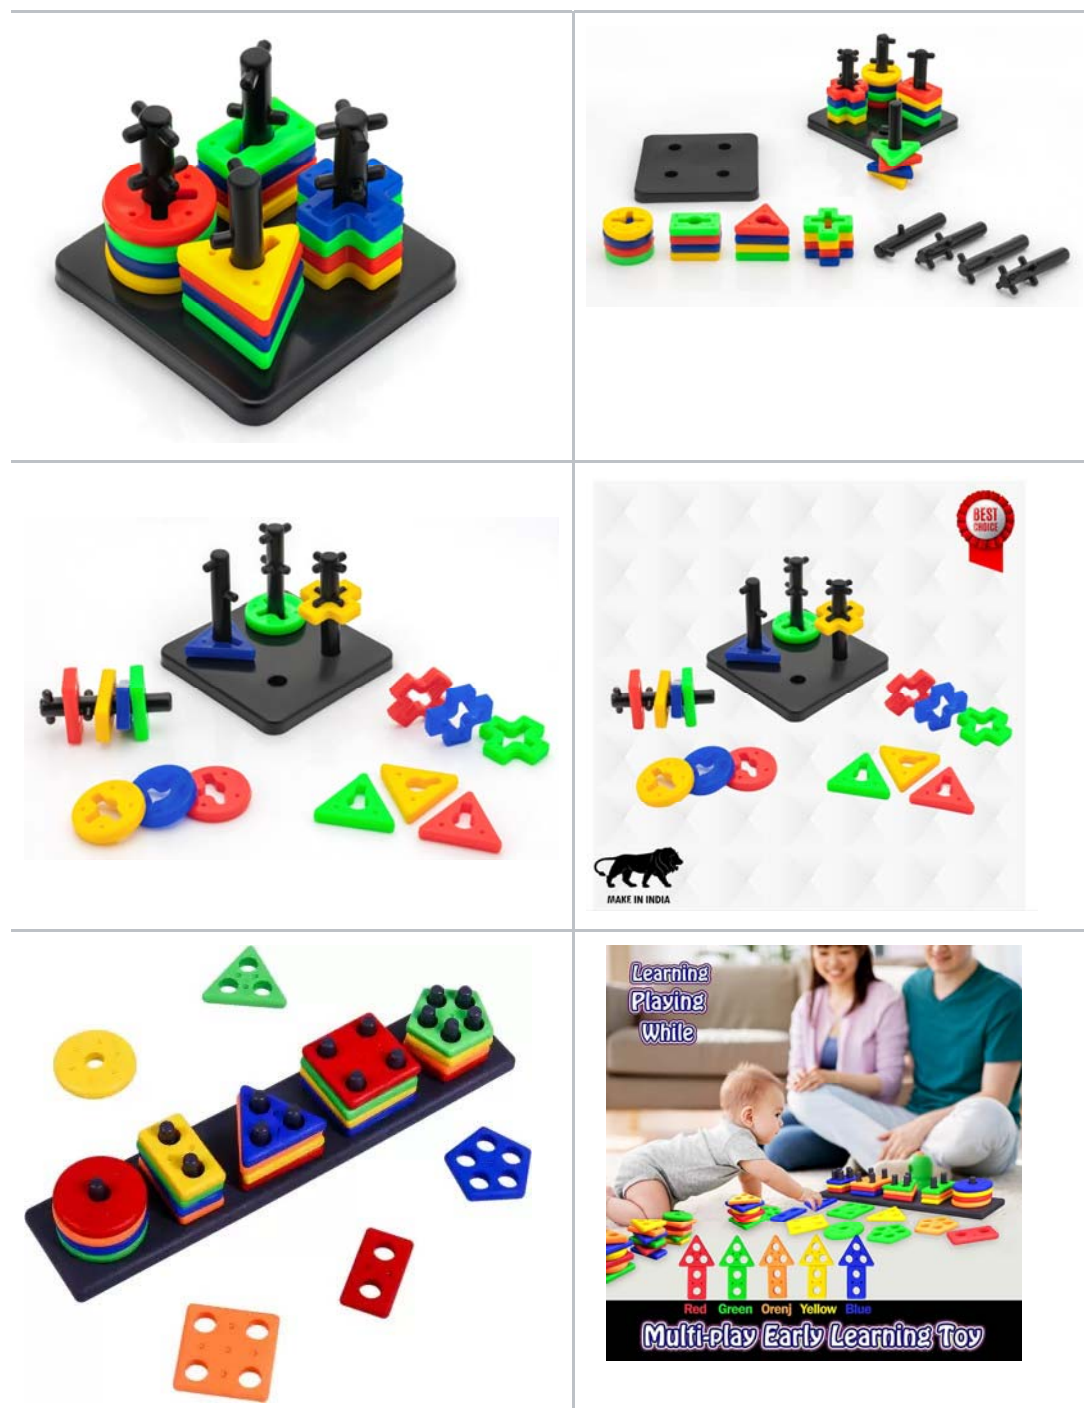 BEST
CHOICE
MAKE IN INDIA
Learning
Playing
While
Red Green Orenj Yellow Blue
Multi-play Early Learning Toy